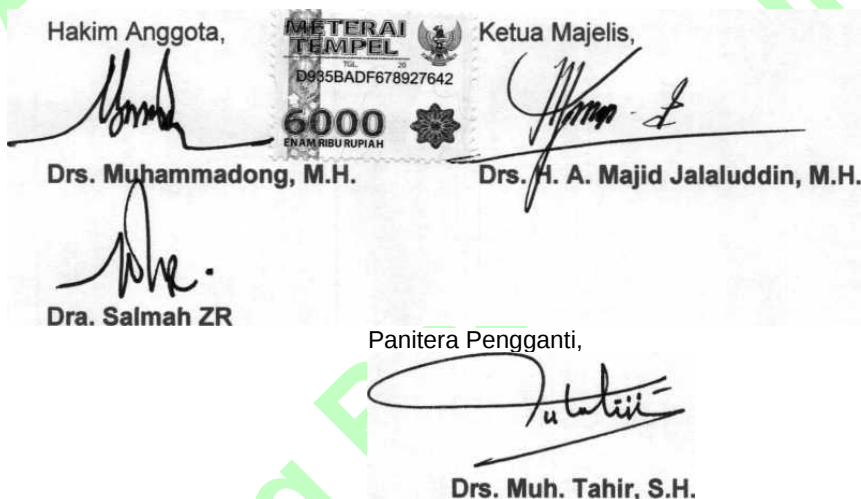 Hakim Anggota,
METERAI
TEMPEL
TGL. 20
D935BADF678927642
6000
ENAM RIBU RUPIAH
Ketua Majelis,
Drs. Muhammadong, M.H.
Drs. H. A. Majid Jalaluddin, M.H.
Dra. Salmah ZR
Panitera Pengganti,
Drs. Muh. Tahir, S.H.